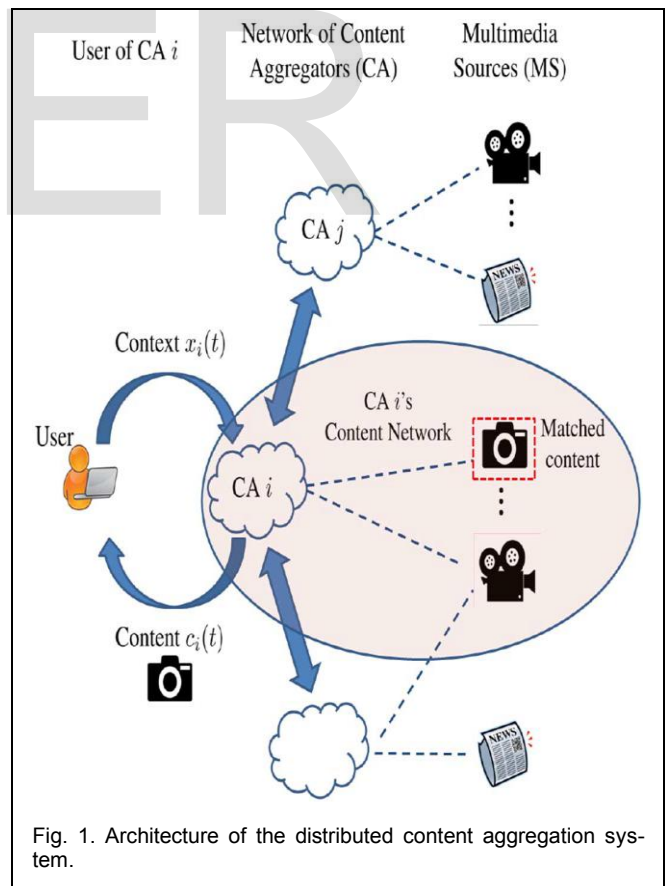 ER
User of CA i
Network of Content
Aggregators (CA)
Multimedia
Sources (MS)
CA j
NEWS
Context x_i(t)
CA i's
Content Network
Matched
content
User
CA i
Content c_i(t)
NEWS
Fig. 1. Architecture of the distributed content aggregation sys-
tem.